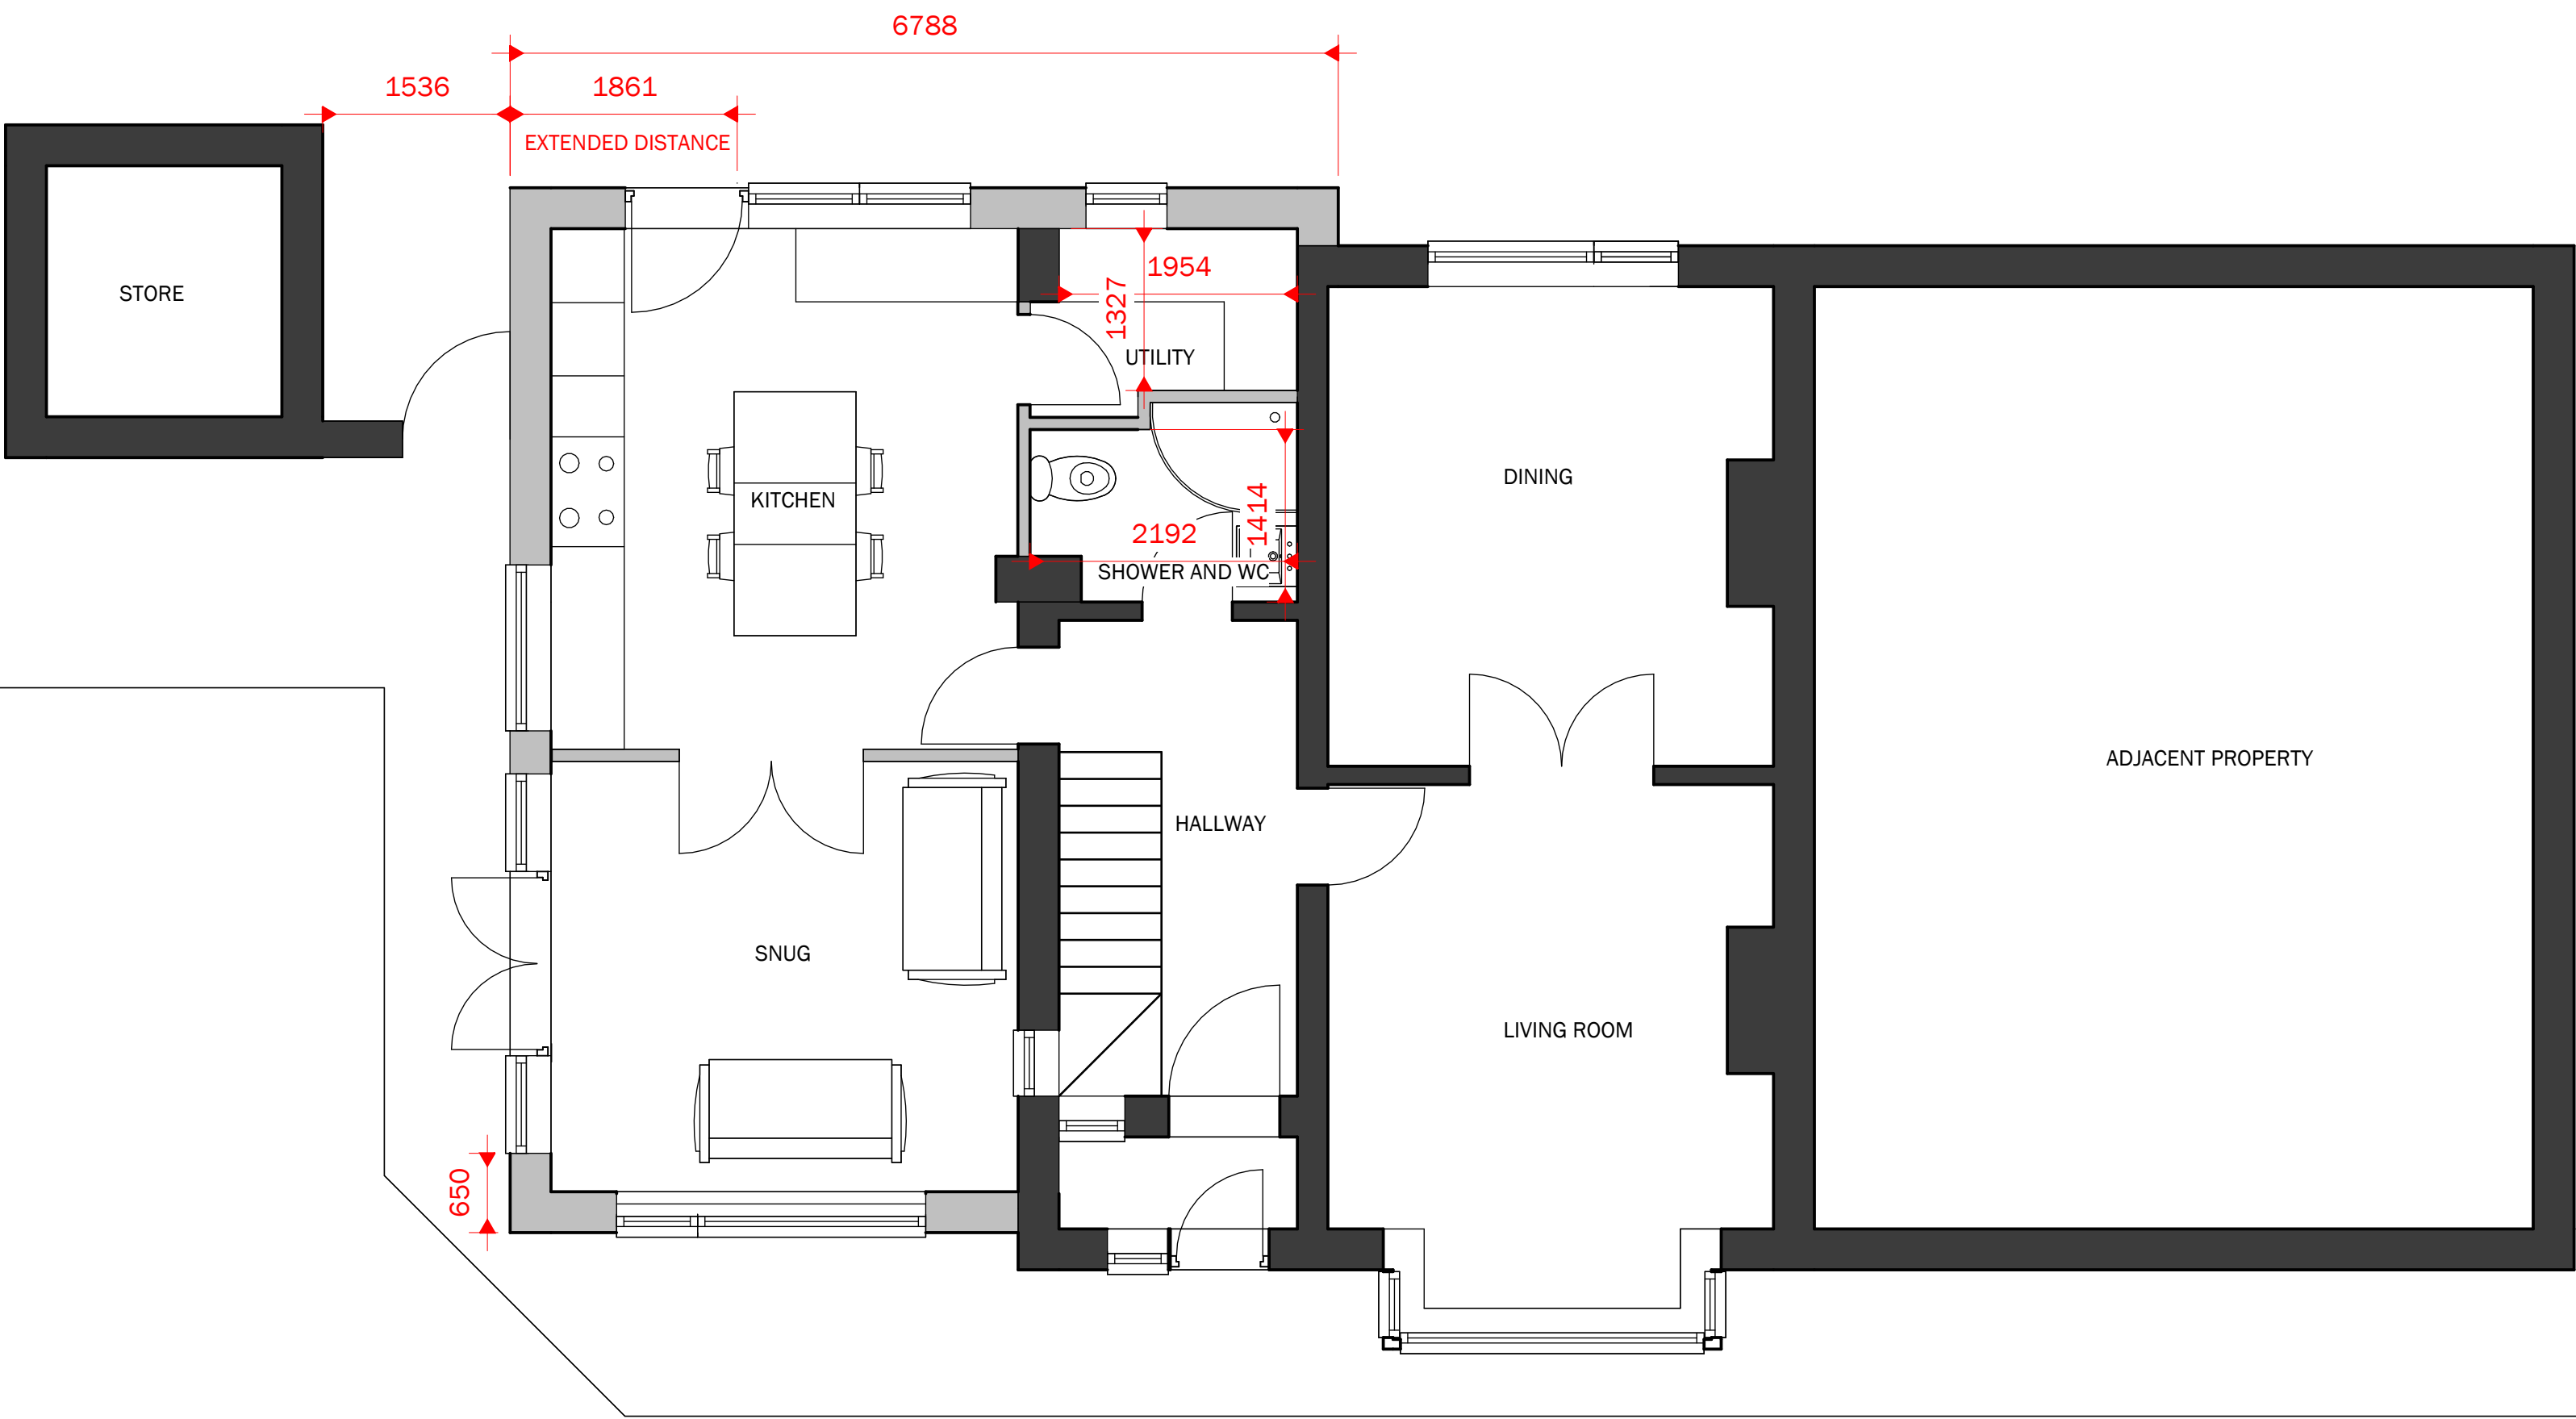 6788
1536
1861
EXTENDED DISTANCE
STORE
1954
1327
UTILITY
DINING
KITCHEN
1414
2192
SHOWER AND WC
ADJACENT PROPERTY
HALLWAY
SNUG
LIVING ROOM
650